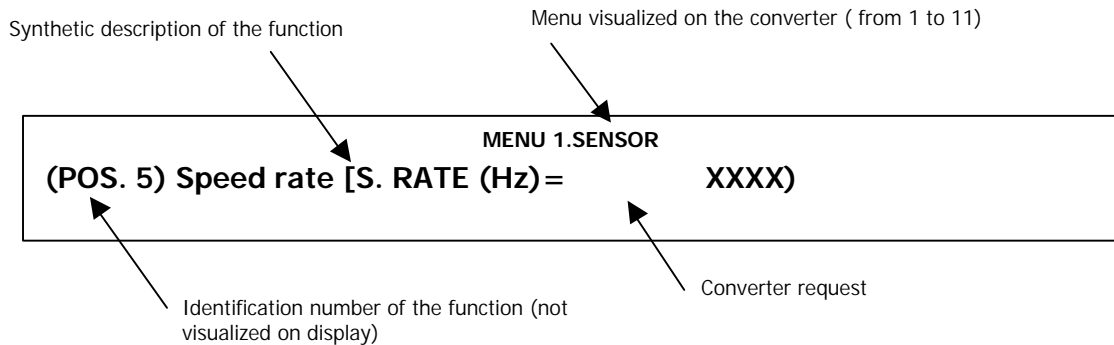 Synthetic description of the function
Menu visualized on the converter ( from 1 to 11)
MENU 1.SENSOR
(POS. 5) Speed rate [S. RATE (Hz)= XXXX)
Identification number of the function (not
visualized on display)
Converter request